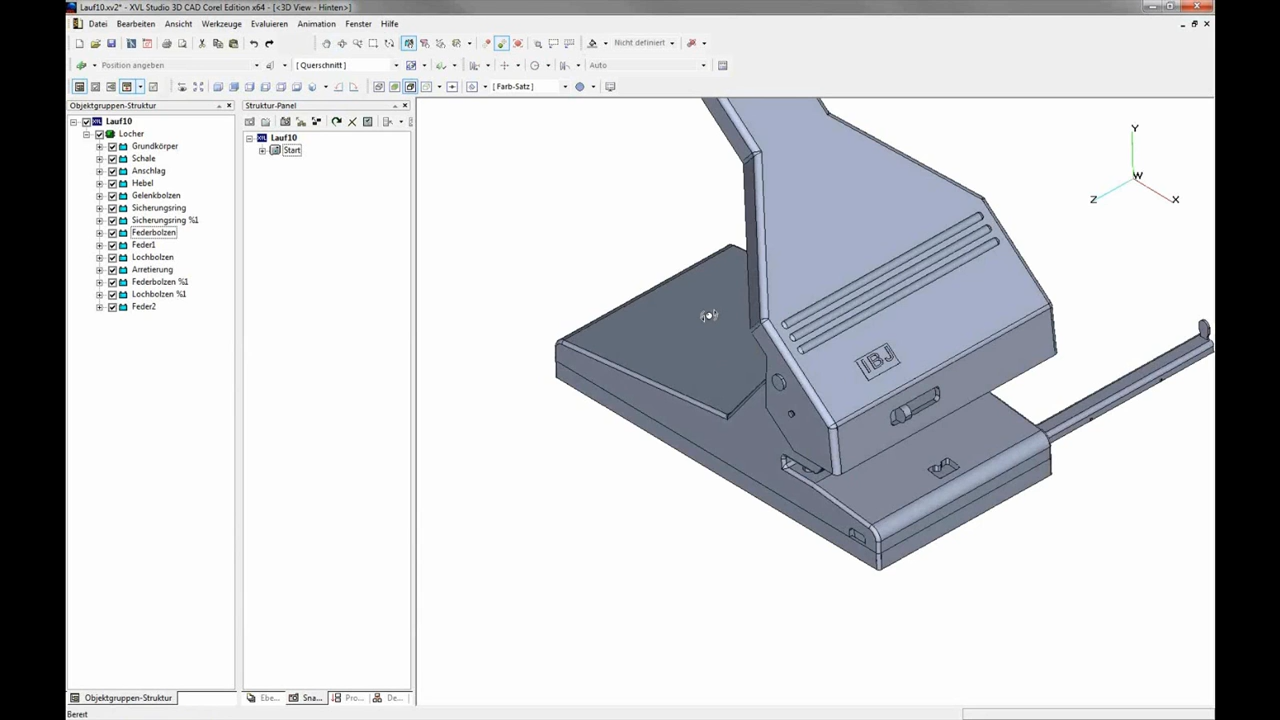 Lauf10.xv2* - XVL Studio 3D CAD Corel Edition x64 - [<3D View - Hinten>]
Datei Bearbeiten Ansicht Werkzeuge Evaluieren Animation Fenster Hilfe
Nicht definiert
Position angeben [ Querschnitt ] Auto
[ Farb-Satz ]
Objektgruppen-Struktur
Lauf10
Locher
Grundkörper
Schale
Anschlag
Hebel
Gelenkbolzen
Sicherungsring
Sicherungsring %1
Federbolzen
Feder1
Lochbolzen
Arretierung
Federbolzen %1
Lochbolzen %1
Feder2
Struktur-Panel
XVL Lauf10
Start
Y
W
Z X
IBJ
Objektgruppen-Struktur
Ebe... Sna... Pro... De...
Bereit